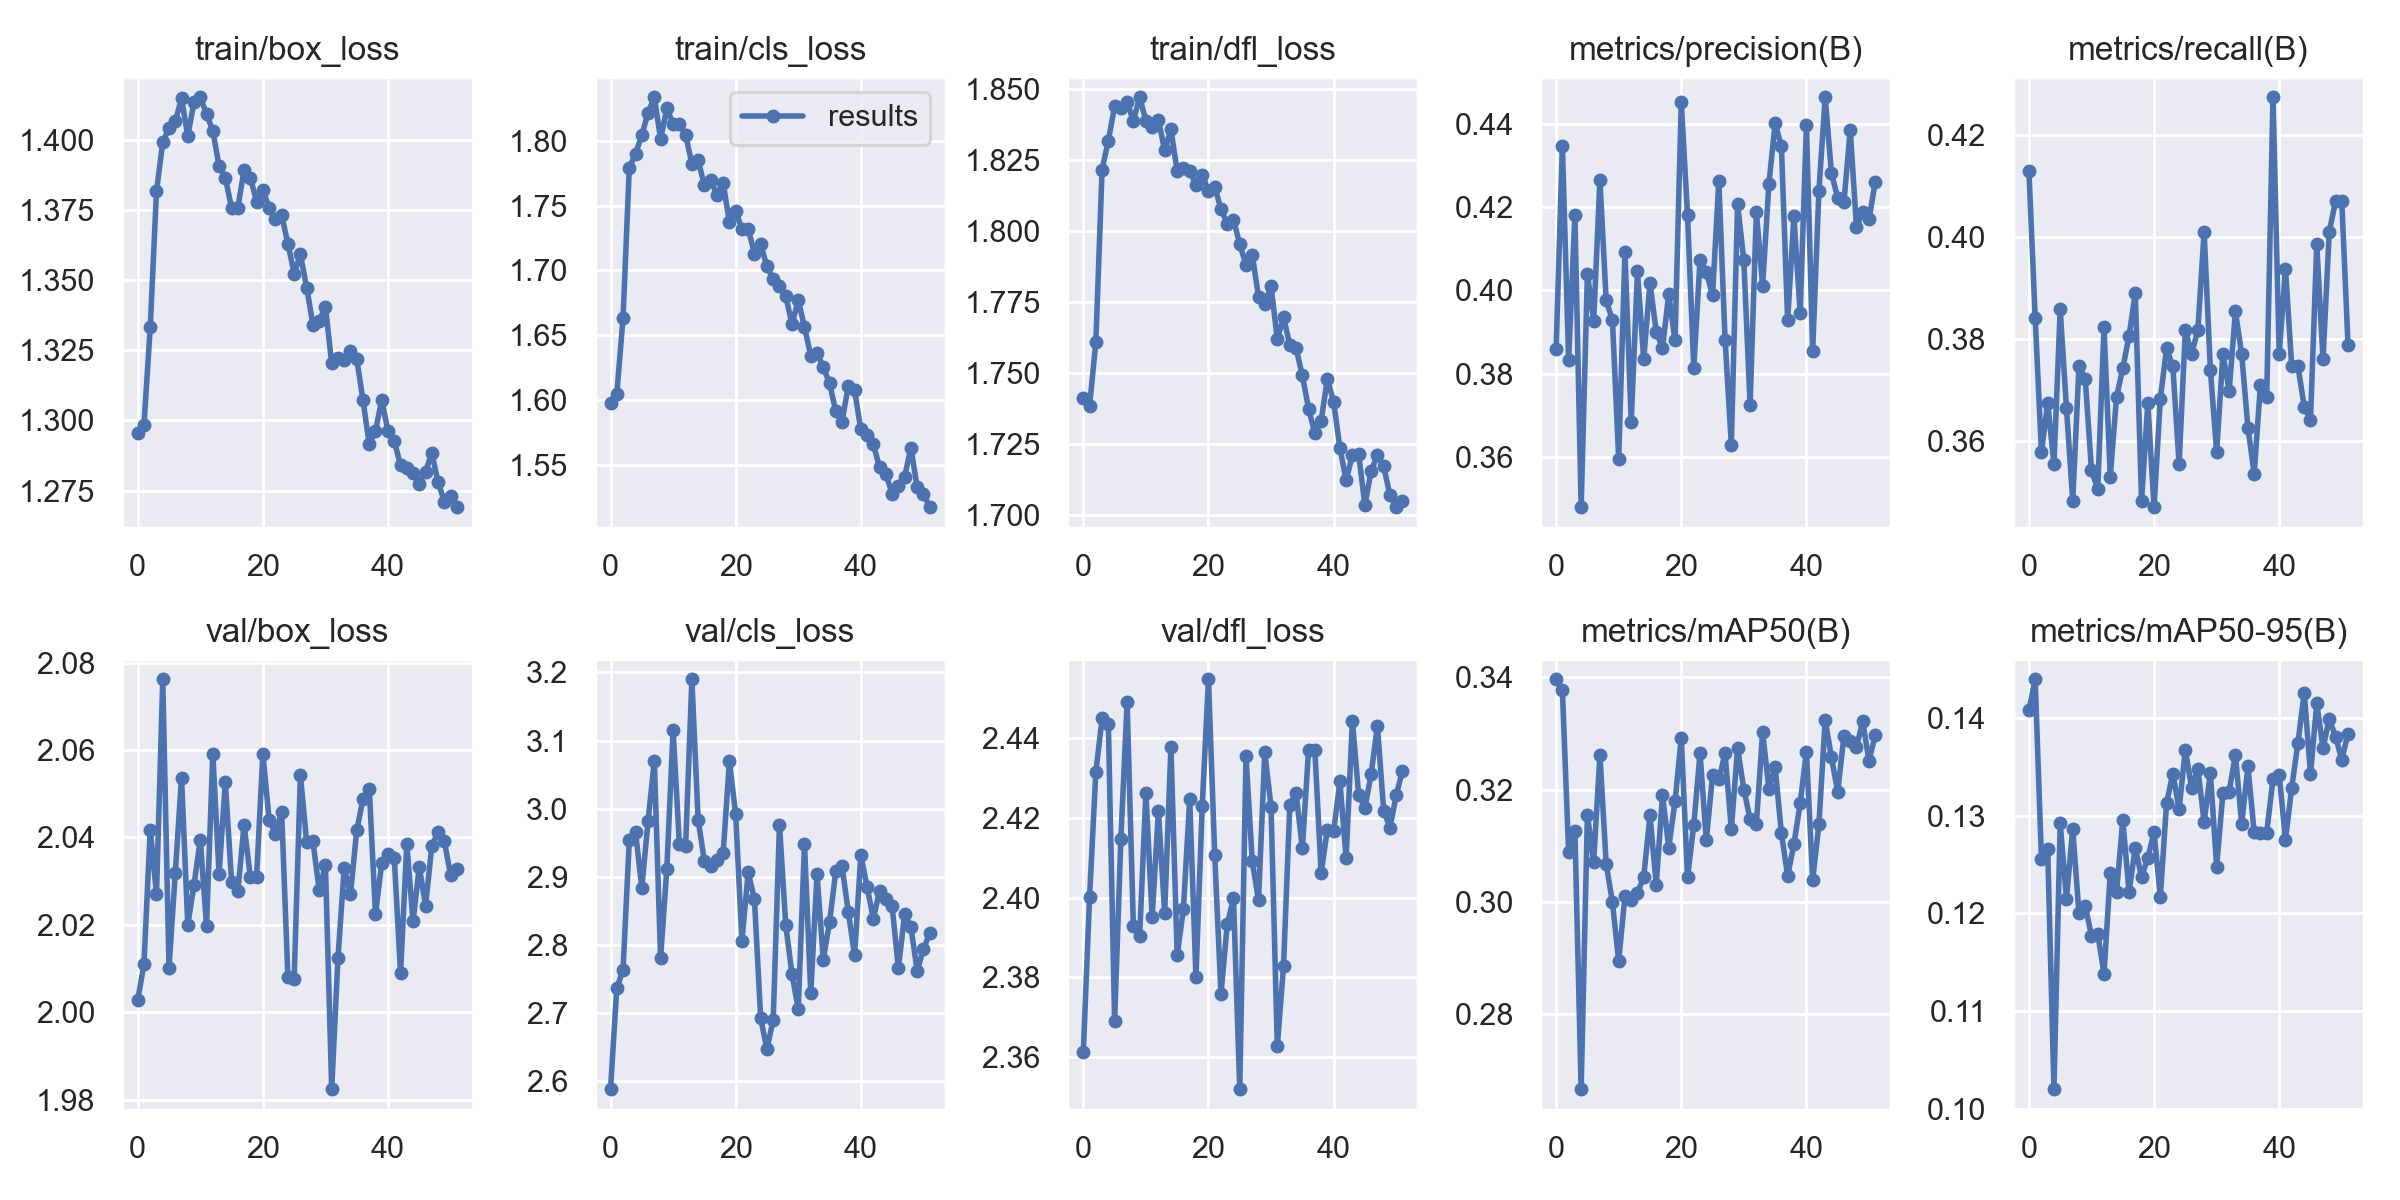 train/box_loss
train/cls_loss
train/dfl_loss
metrics/precision(B)
metrics/recall(B)
results
1.400
1.375
1.350
1.325
1.300
1.275
0 20 40
1.80
1.75
1.70
1.65
1.60
1.55
0 20 40
1.850
1.825
1.800
1.775
1.750
1.725
1.700
0 20 40
0.44
0.42
0.40
0.38
0.36
0 20 40
0.42
0.40
0.38
0.36
0 20 40
val/box_loss
val/cls_loss
val/dfl_loss
metrics/mAP50(B)
metrics/mAP50-95(B)
2.08
2.06
2.04
2.02
2.00
1.98
0 20 40
3.2
3.1
3.0
2.9
2.8
2.7
2.6
0 20 40
2.44
2.42
2.40
2.38
2.36
0 20 40
0.34
0.32
0.30
0.28
0 20 40
0.14
0.13
0.12
0.11
0.10
0 20 40